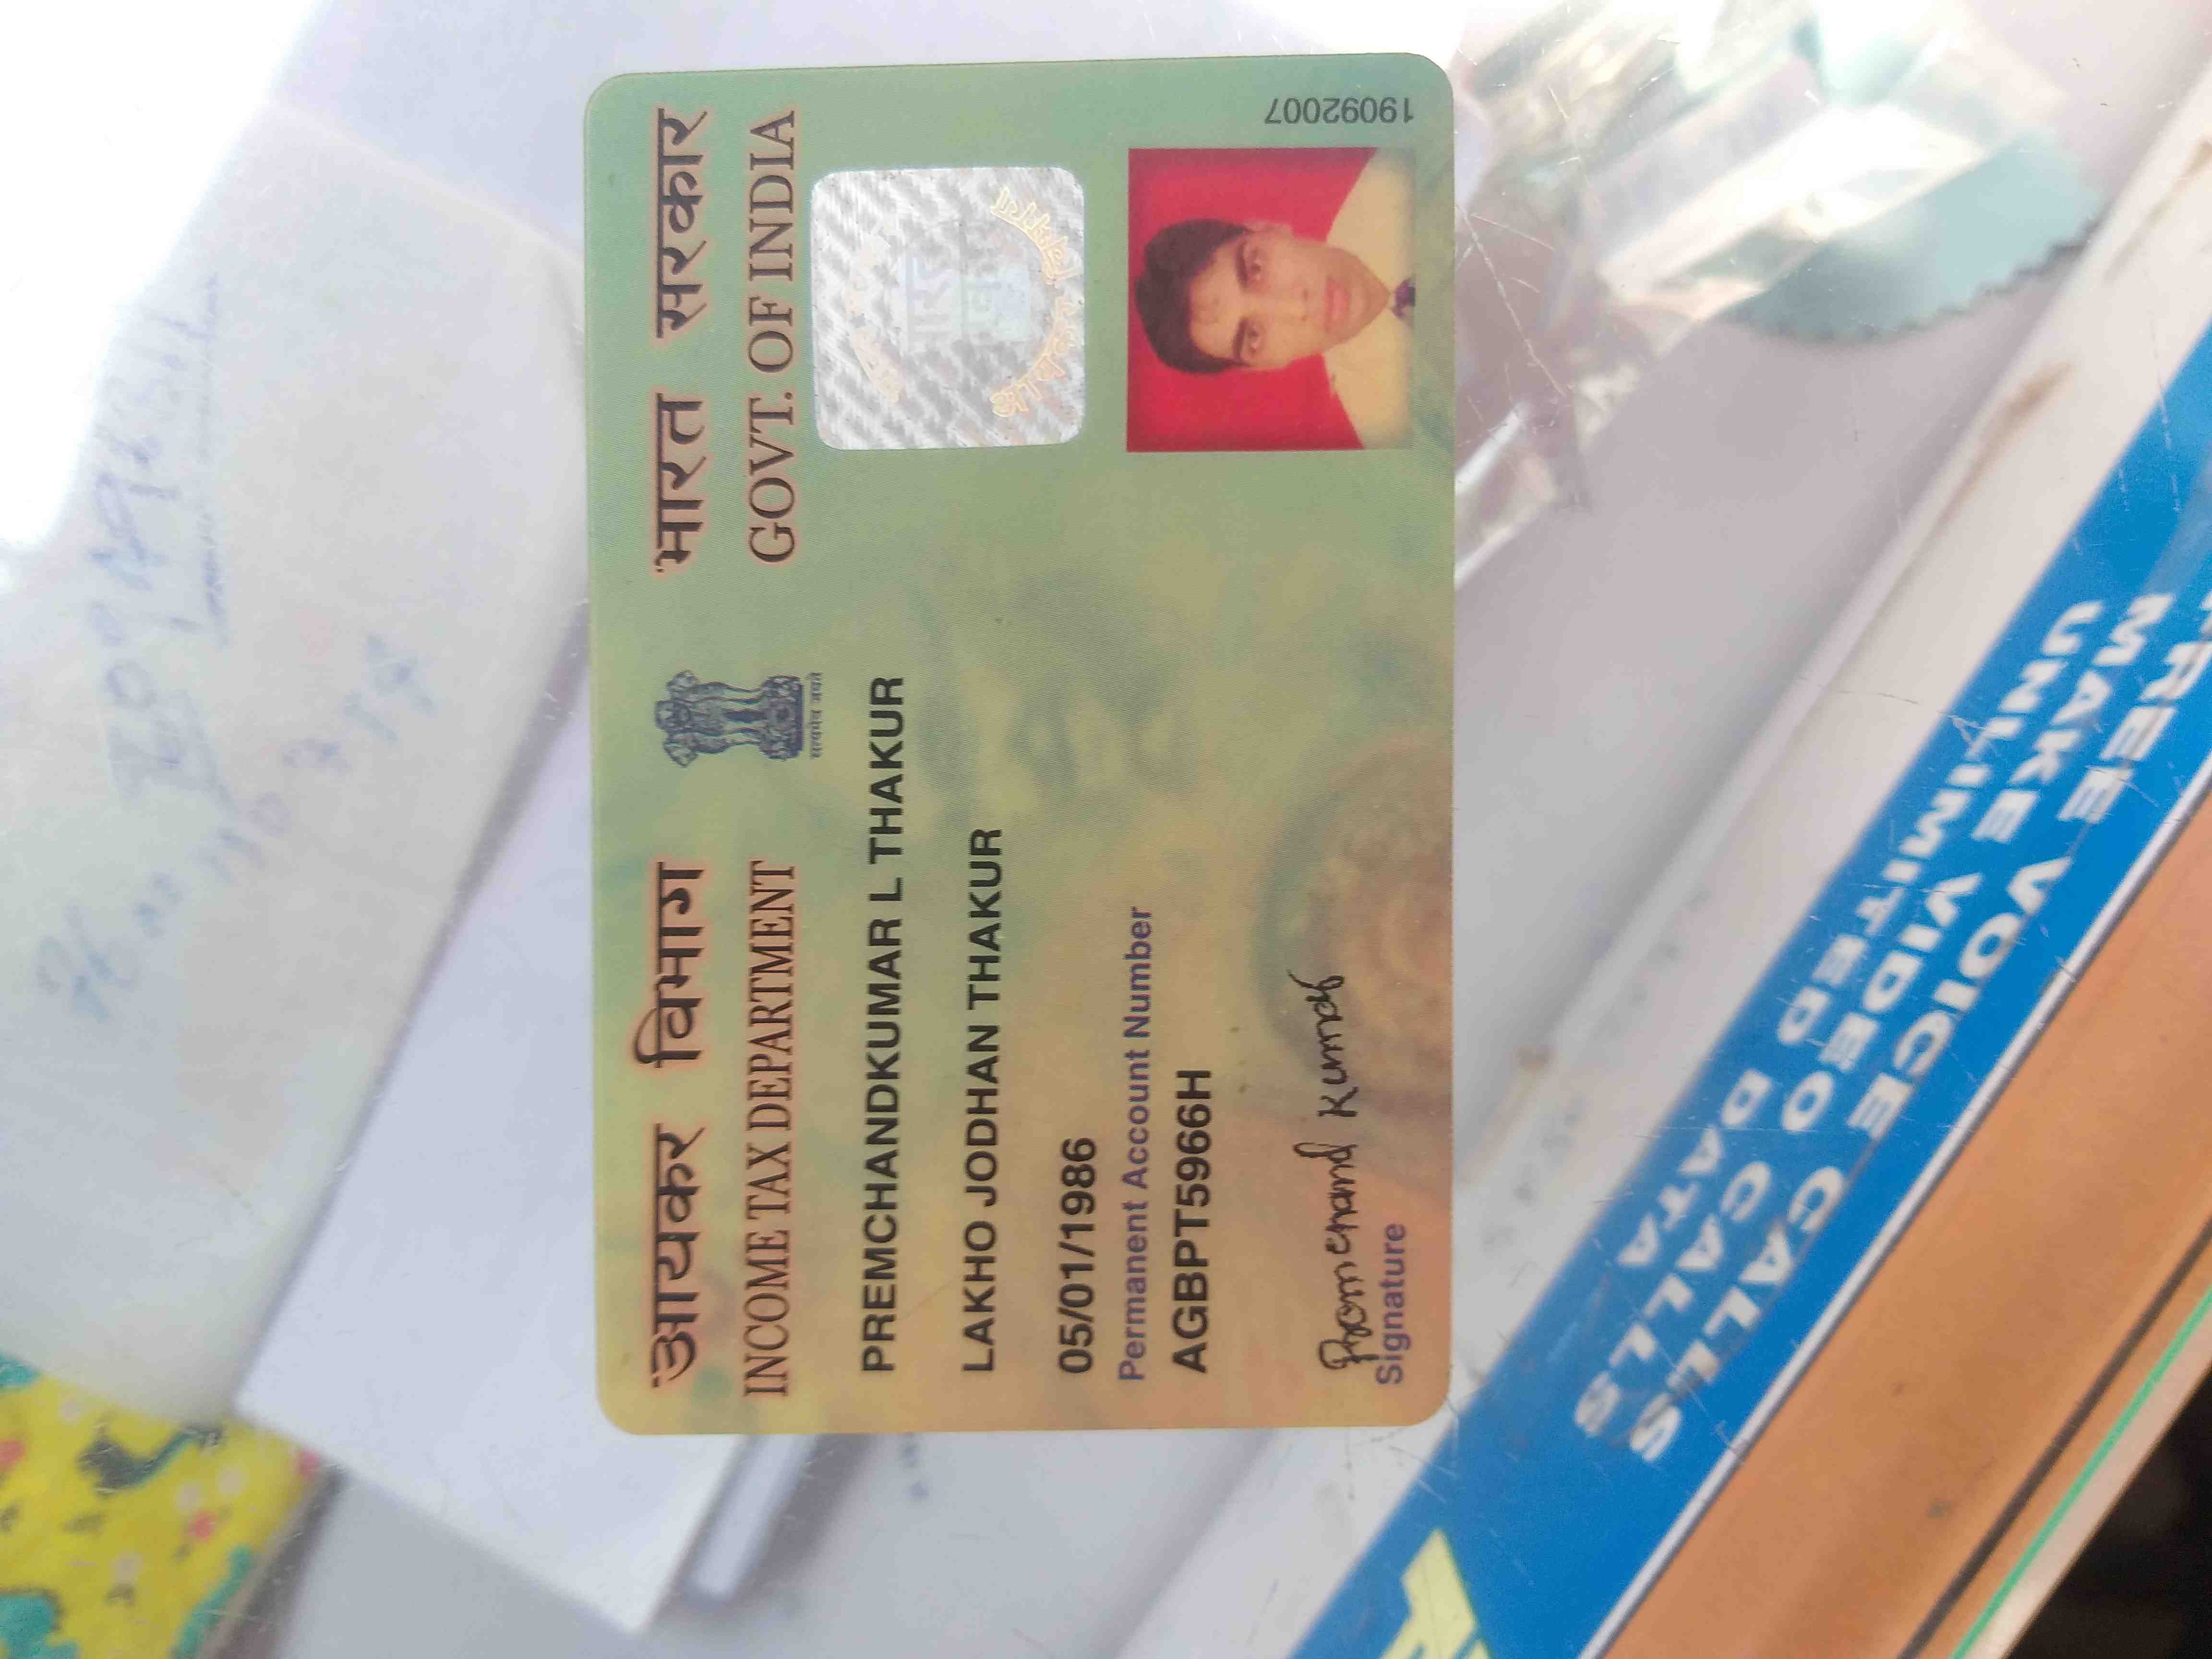 आयकर विभाग
INCOME TAX DEPARTMENT
सत्यमेव जयते
भारत सरकार
GOVT. OF INDIA
PREMCHANDKUMAR L THAKUR
LAKHO JODHAN THAKUR
05/01/1986
Permanent Account Number
AGBPT5966H
Premchand Kumar
Signature
19092007
FREE VOICE CALLS
MAKE VIDEO CALLS
UNLIMITED DATA